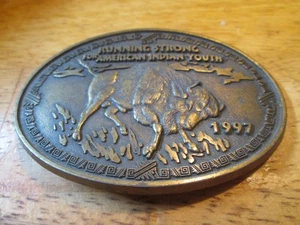 RUNNING STRONG
FOR AMERICAN INDIAN YOUTH
1997